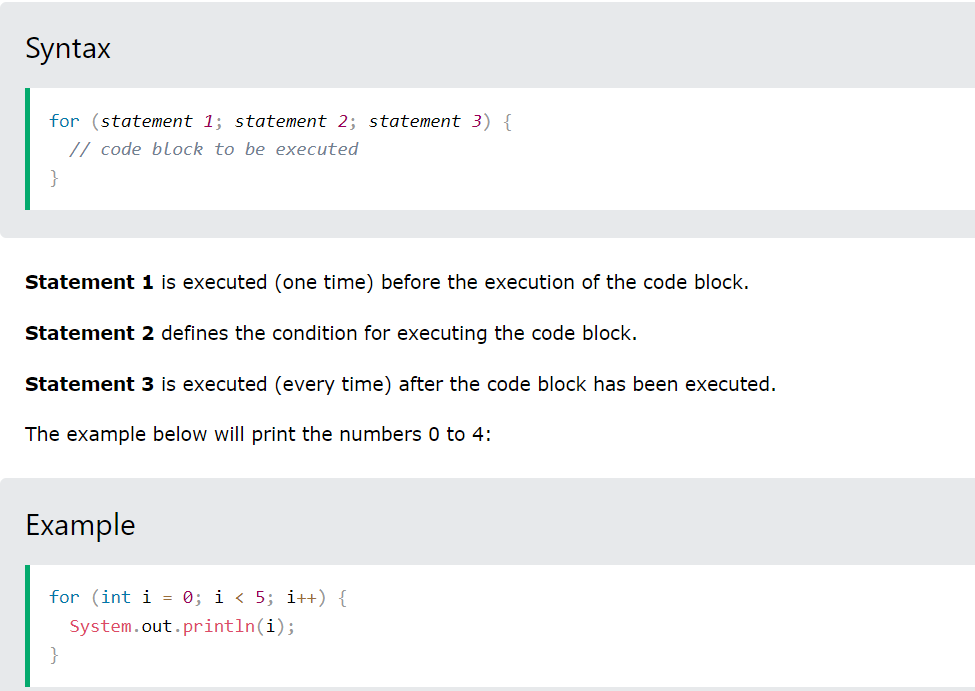 Syntax
for (statement 1; statement 2; statement 3) {
  // code block to be executed
}
Statement 1 is executed (one time) before the execution of the code block.
Statement 2 defines the condition for executing the code block.
Statement 3 is executed (every time) after the code block has been executed.
The example below will print the numbers 0 to 4:
Example
for (int i = 0; i < 5; i++) {
  System.out.println(i);
}